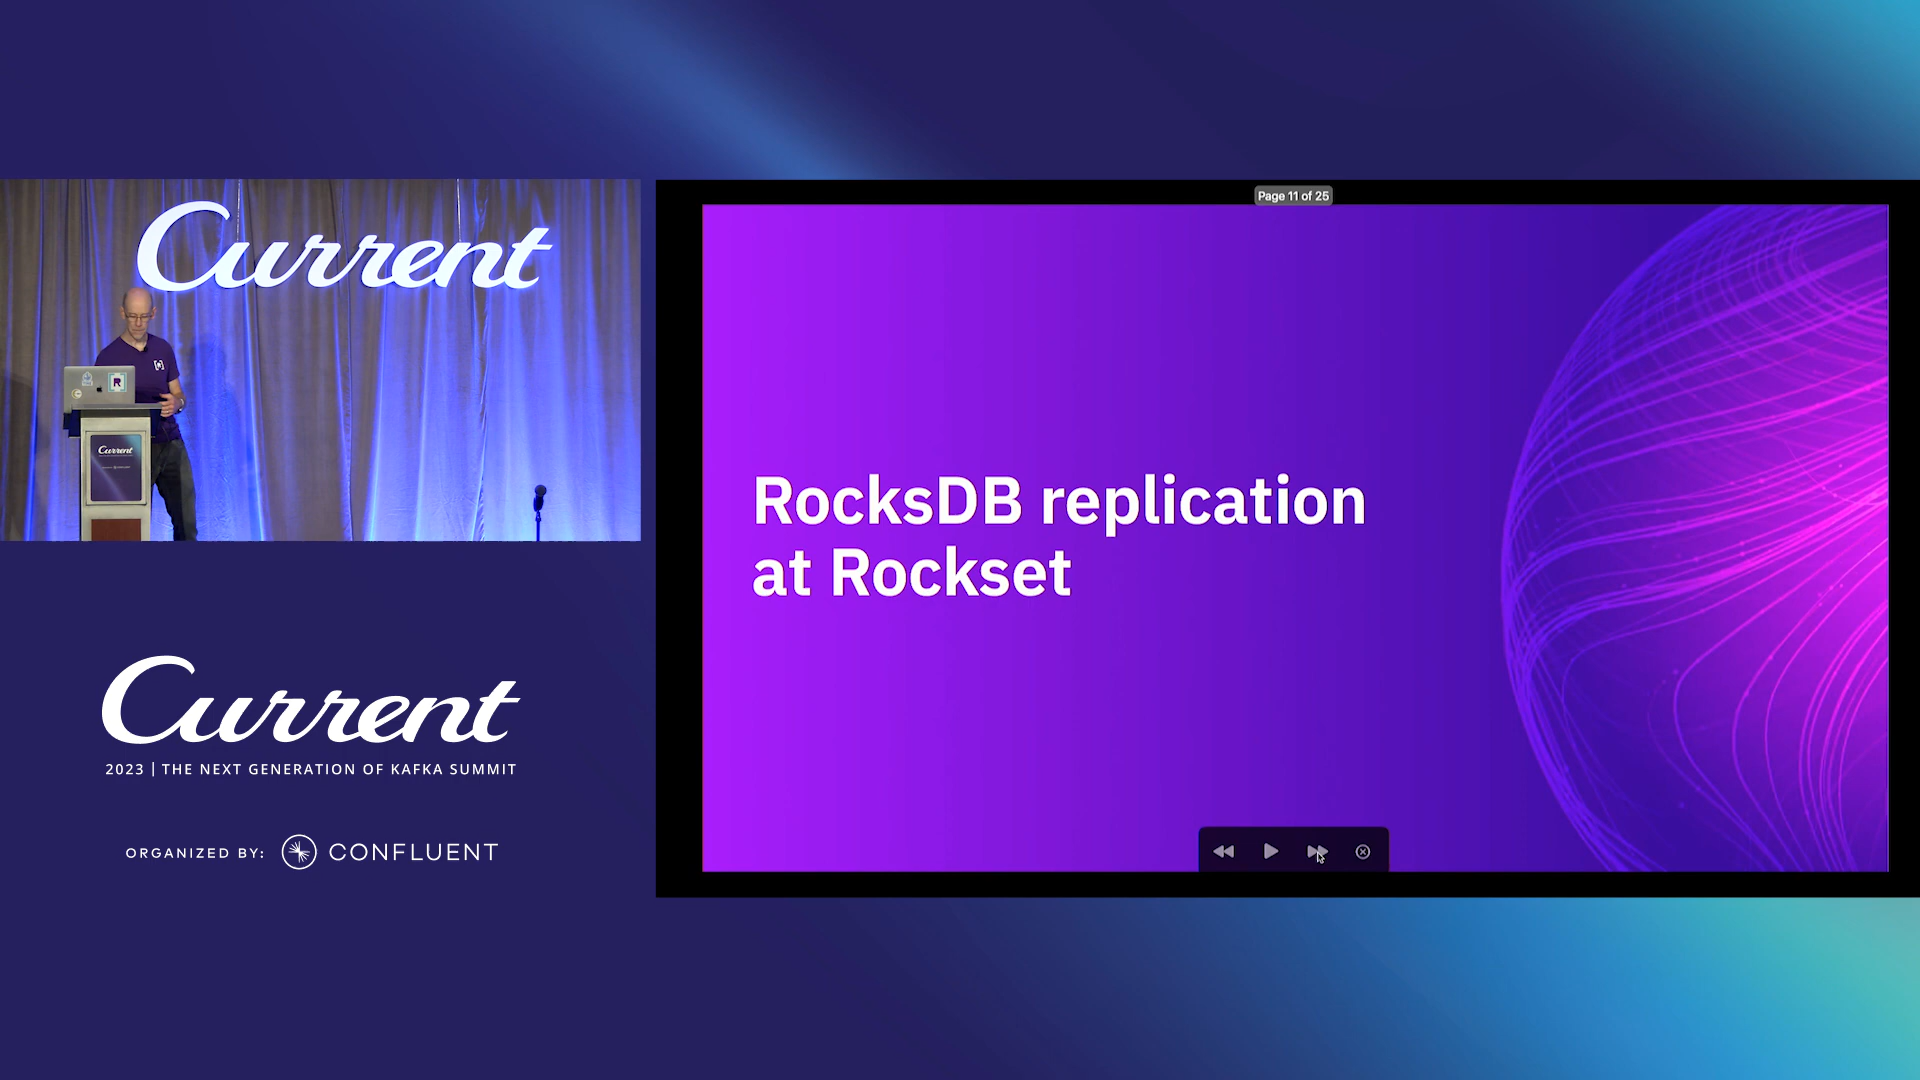 Current
R
Current
Page 11 of 25
RocksDB replication
at Rockset
Current
2023 | THE NEXT GENERATION OF KAFKA SUMMIT
ORGANIZED BY: CONFLUENT